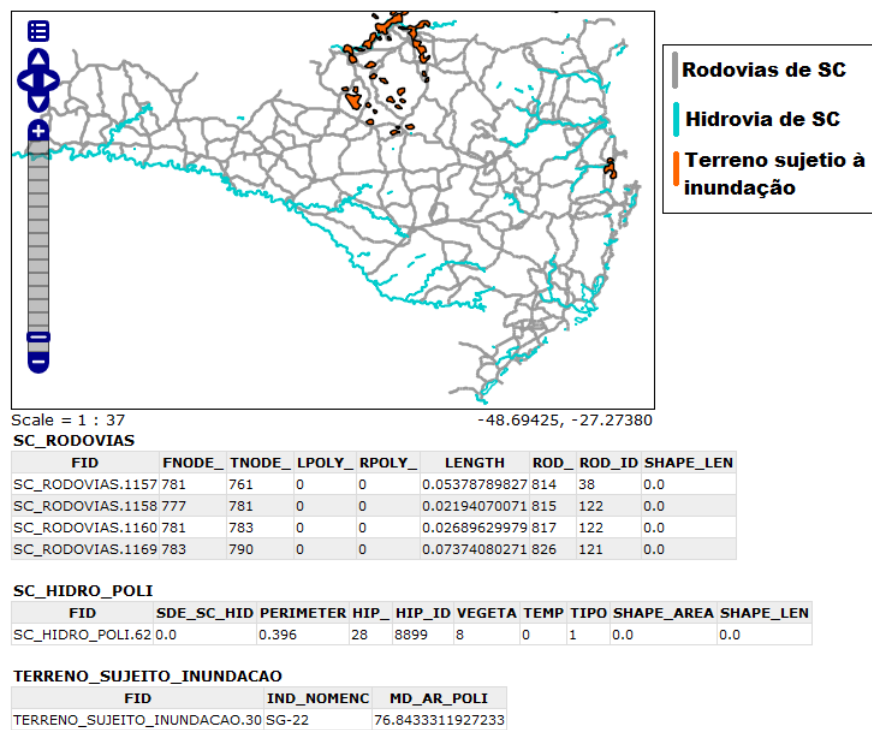 Rodovias de SC
Hidrovia de SC
Terreno sujetio à
inundação
Scale = 1 : 37
-48.69425, -27.27380
SC_RODOVIAS
FID FNODE_ TNODE_ LPOLY_ RPOLY_ LENGTH ROD_ ROD_ID SHAPE_LEN
SC_RODOVIAS.1157 781 761 0 0 0.05378789827 814 38 0.0
SC_RODOVIAS.1158 777 781 0 0 0.02194070071 815 122 0.0
SC_RODOVIAS.1160 781 783 0 0 0.02689629979 817 122 0.0
SC_RODOVIAS.1169 783 790 0 0 0.07374080271 826 121 0.0
SC_HIDRO_POLI
FID SDE_SC_HID PERIMETER HIP_ HIP_ID VEGETA TEMP TIPO SHAPE_AREA SHAPE_LEN
SC_HIDRO_POLI.62 0.0 0.396 28 8899 8 0 1 0.0 0.0
TERRENO_SUJEITO_INUNDACAO
FID IND_NOMENC MD_AR_POLI
TERRENO_SUJEITO_INUNDACAO.30 SG-22 76.8433311927233